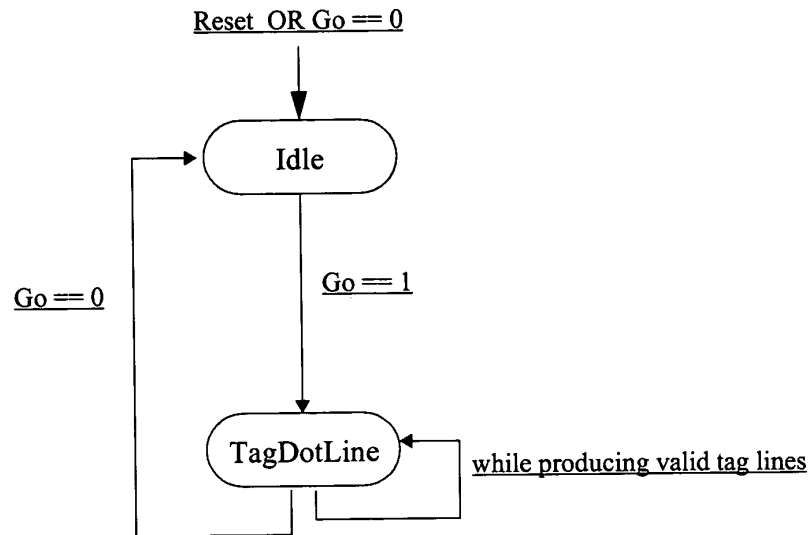 Reset OR Go == 0
Idle
Go == 0
Go == 1
TagDotLine
while producing valid tag lines